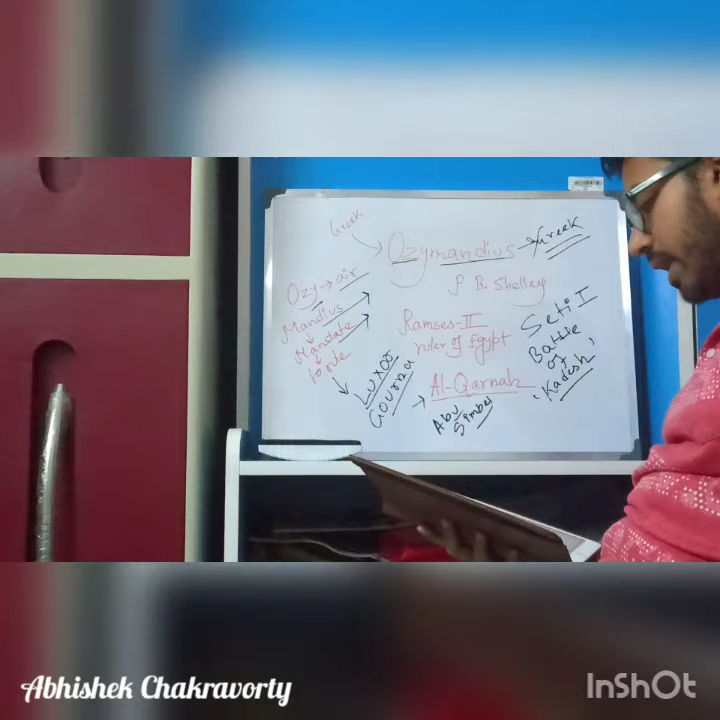 Greek
Ozymandius → Greek
P B. Shelley
Ozy → air
Mandius
Mandate
to rule
Ramses-II
ruler of Egypt
Seti I
Battle
of
'Kadesh'
Luxor
Gourna
→ Al-Qarnah
Abu
Simbel
Abhishek Chakravorty
InShOt